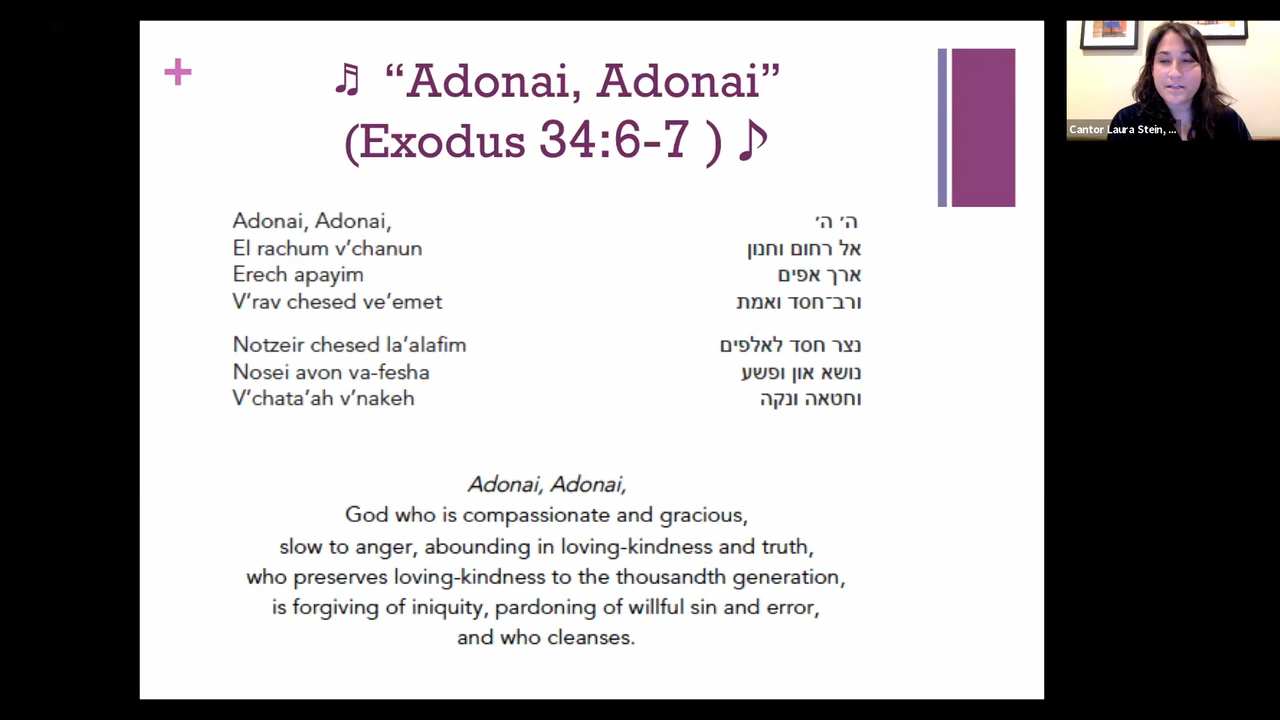 ♫ “Adonai, Adonai”
(Exodus 34:6-7 ) ♪
Adonai, Adonai,
El rachum v’chanun
Erech apayim
V’rav chesed ve’emet
Notzeir chesed la’alafim
Nosei avon va-fesha
V’chata’ah v’nakeh
ה׳ ה׳
אל רחום וחנון
ארך אפים
ורב־חסד ואמת
נצר חסד לאלפים
נושא און ופשע
וחטאה ונקה
Adonai, Adonai,
God who is compassionate and gracious,
slow to anger, abounding in loving-kindness and truth,
who preserves loving-kindness to the thousandth generation,
is forgiving of iniquity, pardoning of willful sin and error,
and who cleanses.
Cantor Laura Stein, ...